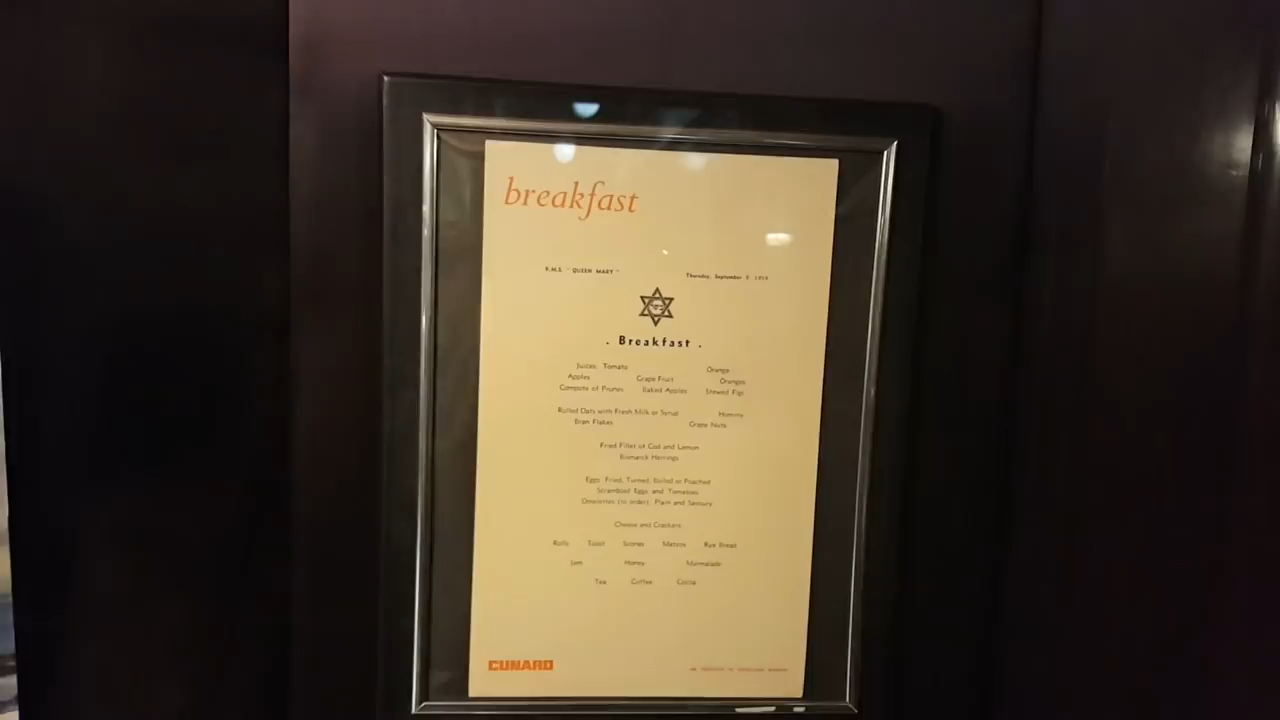 breakfast
R.M.S. "QUEEN MARY"
Thursday, September
. Breakfast .
Juices: Tomato Orange
Apples Grape Fruit Oranges
Compote of Prunes Baked Apples Stewed Figs
Rolled Oats with Fresh Milk or Hominy
Bran Flakes Grape Nuts
Fried Fillet of Cod and Lemon
Bismarck Herrings
Eggs: Fried, Turned, Boiled or Poached
Scrambled Eggs and Tomatoes
Omelettes (to order): Plain and Savoury
Cheese and Crackers
Rolls Toast Scones Matzos Rye Bread
Jam Honey Marmalade
Tea Coffee Cocoa
CUNARD